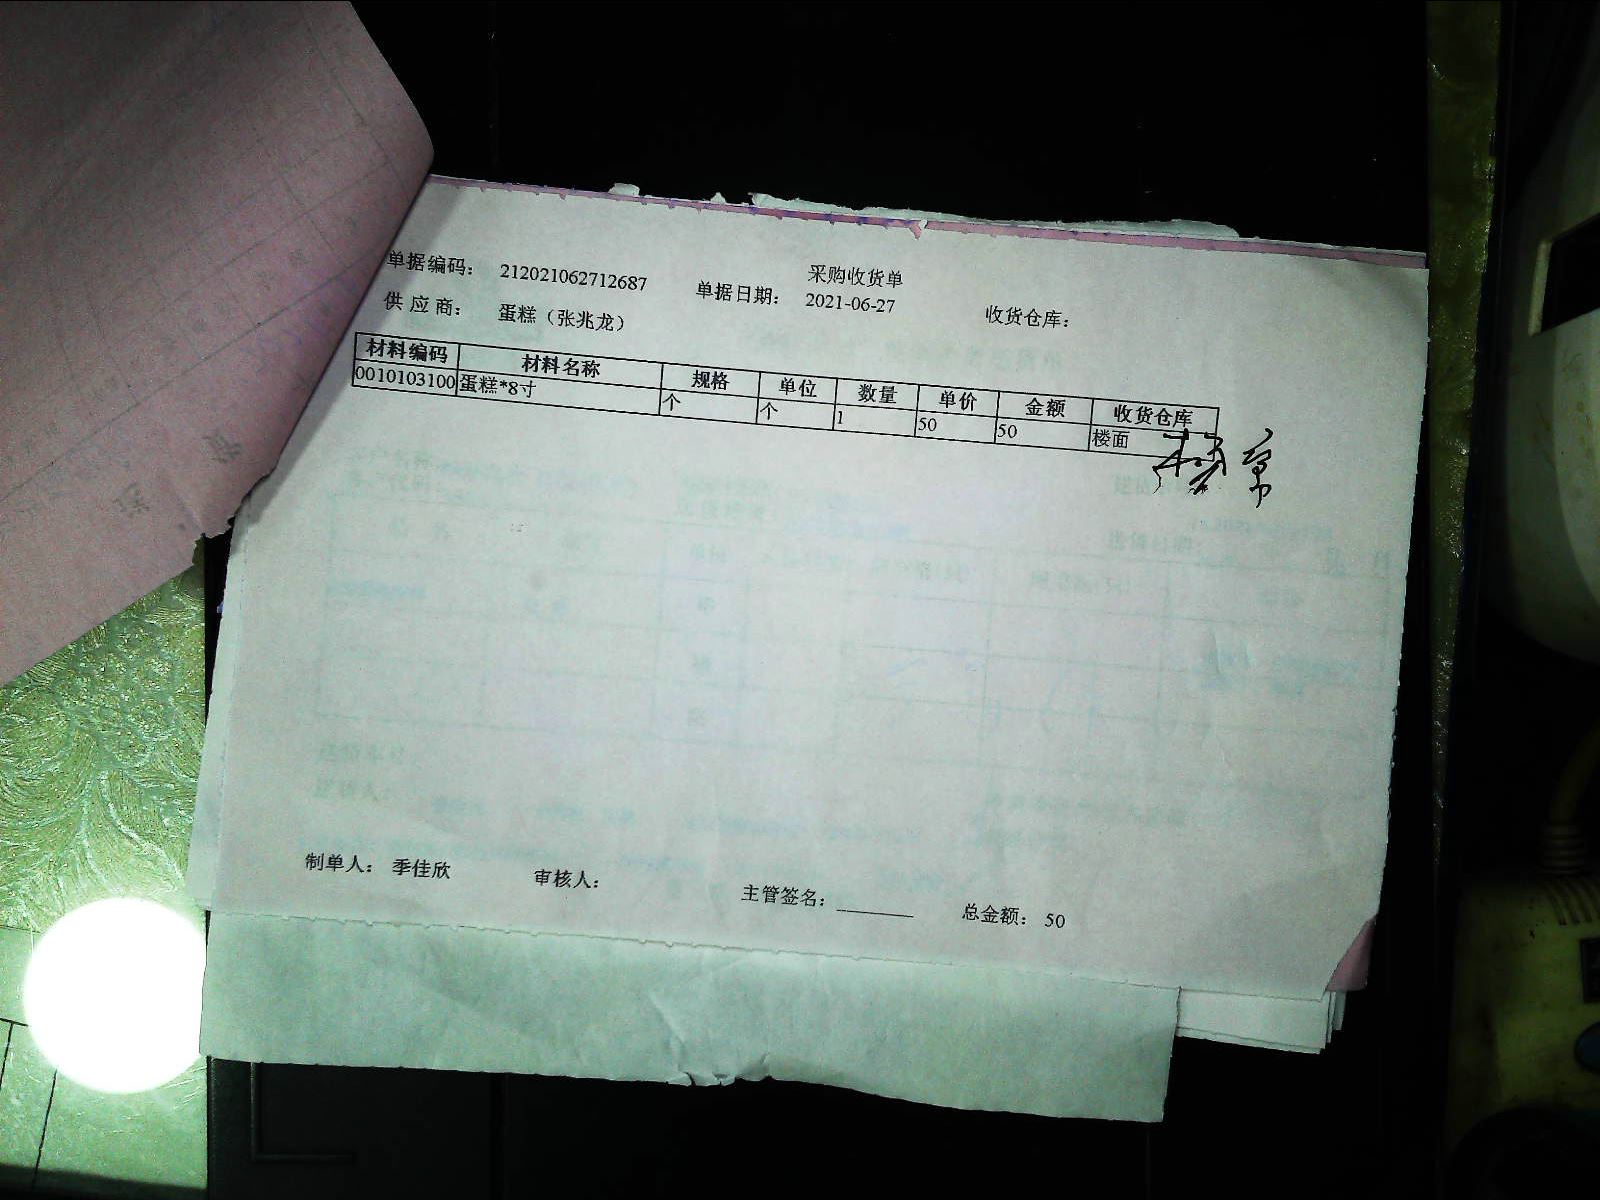 采购收货单
单据编码： 212021062712687 单据日期： 2021-06-27 收货仓库：
供 应 商： 蛋糕（张兆龙）
材料编码 材料名称 规格 单位 数量 单价 金额 收货仓库
0010103100 蛋糕*8寸 个 个 1 50 50 楼面
制单人： 季佳欣 审核人： 主管签名：________ 总金额： 50